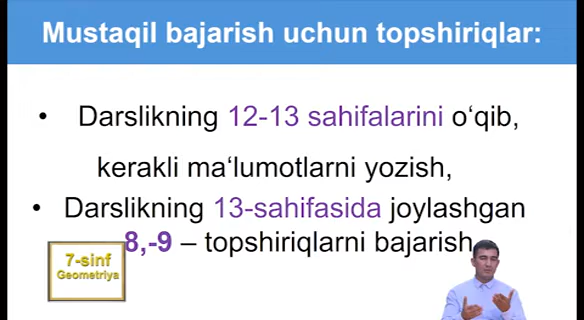 Mustaqil bajarish uchun topshiriqlar:
• Darslikning 12-13 sahifalarini o‘qib,
kerakli ma‘lumotlarni yozish,
• Darslikning 13-sahifasida joylashgan
8,-9 – topshiriqlarni bajarish
7-sinf
Geometriya